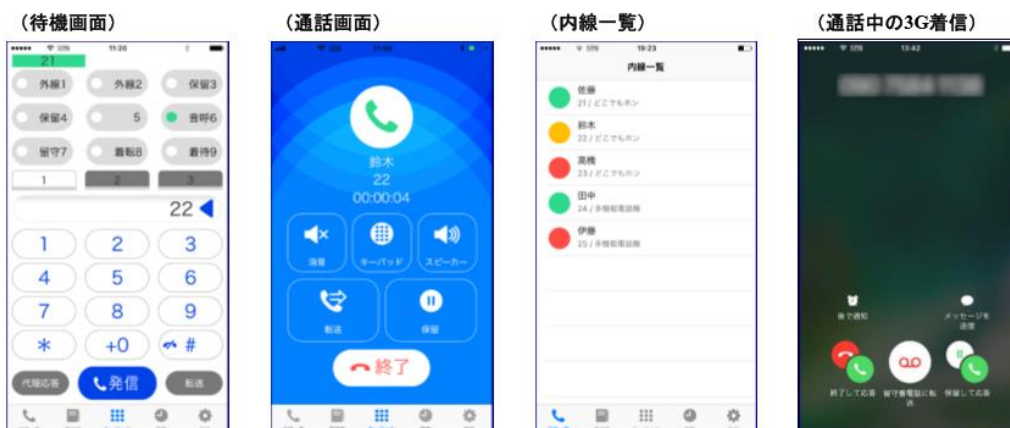 （待機画面）
11:20
21
外線1
外線2
保留3
保留4
5
音呼6
留守7
着転8
着待9
1
2
3
22
1
2
3
4
5
6
7
8
9
*
+0
#
代理応答
発信
転送
（通話画面）
鈴木
22
00:00:04
消音
キーパッド
スピーカー
転送
保留
終了
（内線一覧）
19:23
内線一覧
佐藤
21 / どこでもホン
鈴木
22 / どこでもホン
高橋
23 / どこでもホン
田中
24 / 多機能電話機
伊藤
25 / 多機能電話機
（通話中の3G着信）
13:42
後で通知
メッセージを
送信
終了して応答
留守番電話に転
送
保留して応答